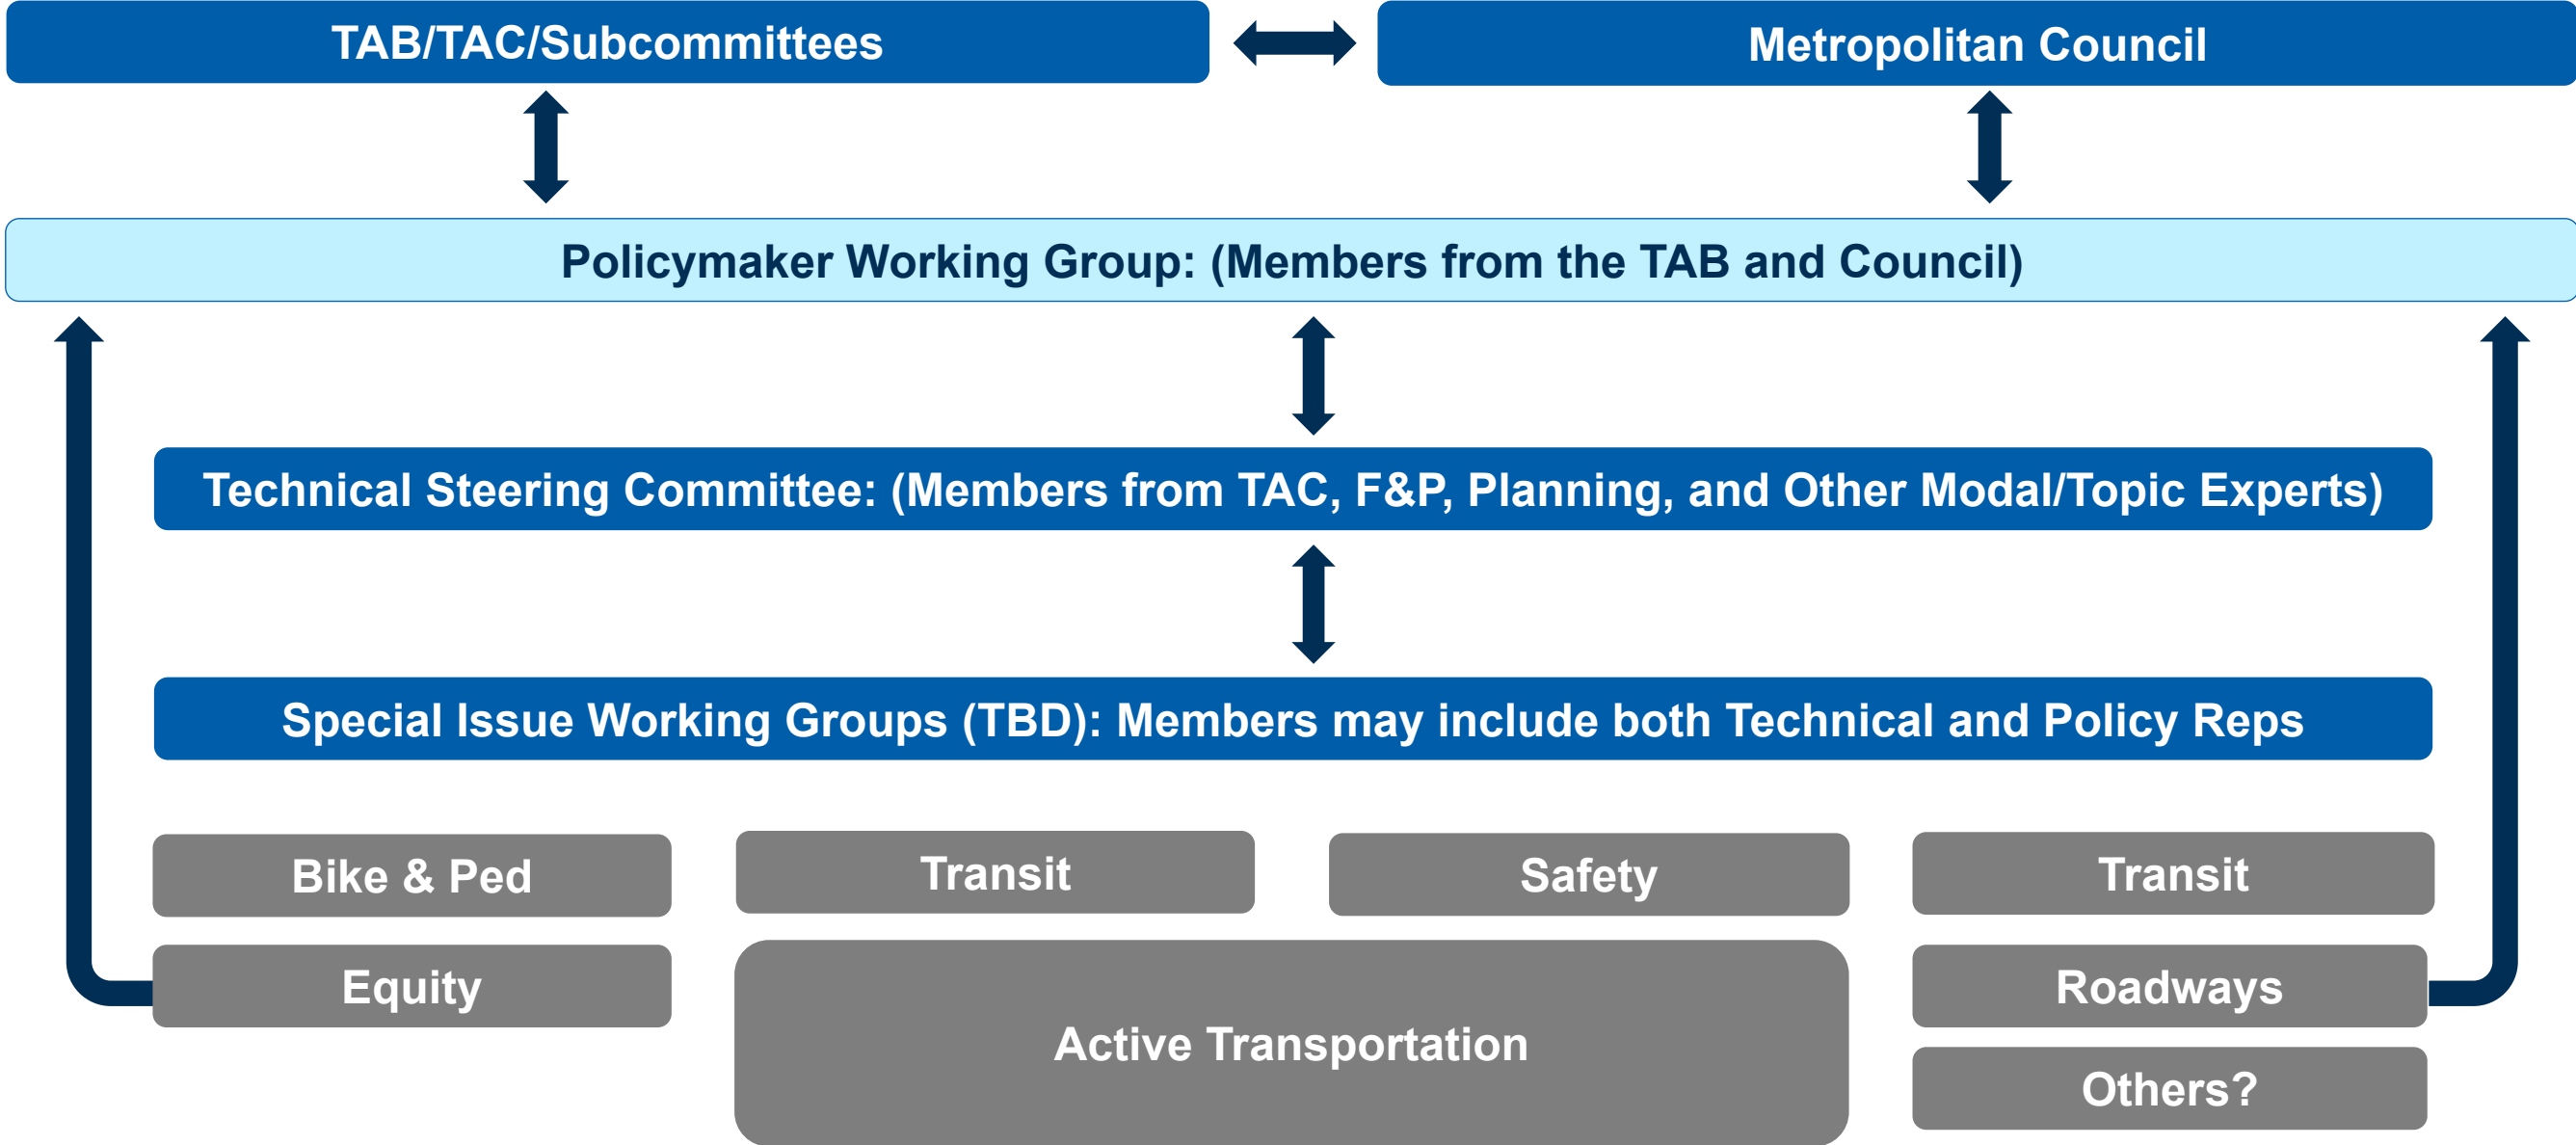 TAB/TAC/Subcommittees
Metropolitan Council
Policymaker Working Group: (Members from the TAB and Council)
Technical Steering Committee: (Members from TAC, F&P, Planning, and Other Modal/Topic Experts)
Special Issue Working Groups (TBD): Members may include both Technical and Policy Reps
Bike & Ped
Transit
Safety
Transit
Equity
Active Transportation
Roadways
Others?